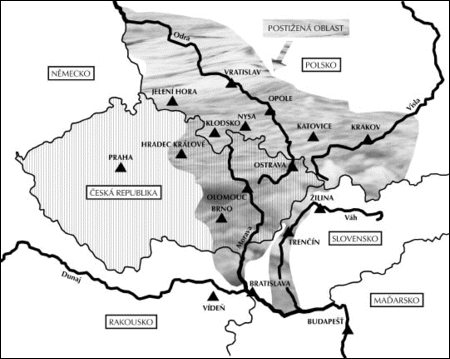 Odra
POSTIŽENÁ OBLAST
NĚMECKO
POLSKO
VRATISLAV
JELENÍ HORA
OPOLE
Visla
NYSA
KLODSKO
KATOVICE
KRAKOV
HRADEC KRÁLOVÉ
PRAHA
OSTRAVA
ČESKÁ REPUBLIKA
OLOMOUC
ŽILINA
BRNO
Váh
Morava
TRENČÍN
SLOVENSKO
Dunaj
BRATISLAVA
VÍDEŇ
MAĎARSKO
RAKOUSKO
BUDAPEŠŤ